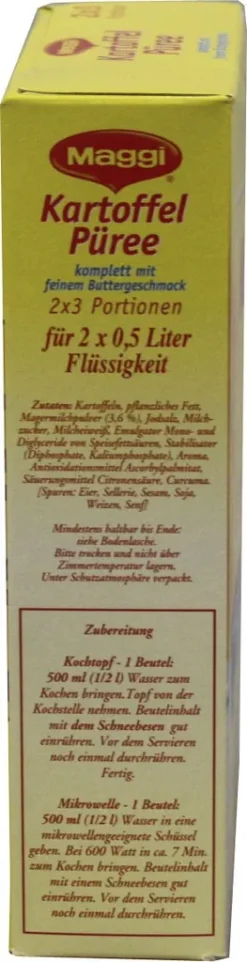 Maggi
Kartoffel
Püree
2x3
Maggi
Kartoffel
Püree
komplett mit
feinem Buttergeschmack
2x3 Portionen
für 2 x 0,5 Liter
Flüssigkeit
Zutaten: Kartoffeln, pflanzliches Fett,
Magermilchpulver (3,6 %), Jodsalz, Milch-
zucker, Milcheiweiß, Emulgator Mono- und
Diglyceride von Speisefettsäuren, Stabilisator
(Diphosphate, Kaliumphosphate), Aroma,
Antioxidationsmittel Ascorbylpalmitat,
Säuerungsmittel Citronensäure, Curcuma.
[Spuren: Eier, Sellerie, Sesam, Soja,
Weizen, Senf]
Mindestens haltbar bis Ende:
siehe Bodenlasche.
Bitte trocken und nicht über
Zimmertemperatur lagern.
Unter Schutzatmosphäre verpackt.
Zubereitung
Kochtopf - 1 Beutel:
500 ml (1/2 l) Wasser zum
Kochen bringen. Topf von der
Kochstelle nehmen. Beutelinhalt
mit dem Schneebesen gut
einrühren. Vor dem Servieren
noch einmal durchrühren.
Fertig.
Mikrowelle - 1 Beutel:
500 ml (1/2 l) Wasser in eine
mikrowellengeeignete Schüssel
geben. Bei 600 Watt in ca. 7 Min.
zum Kochen bringen. Beutelinhalt
mit einem Schneebesen gut
einrühren. Vor dem Servieren
noch einmal durchrühren.